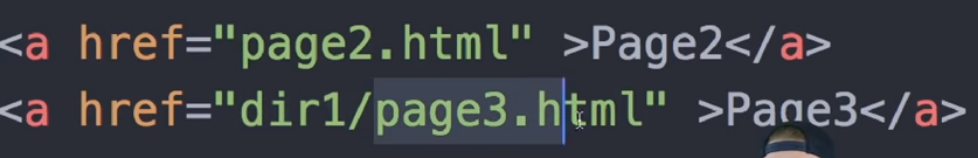 <a href="page2.html" >Page2</a>
<a href="dir1/page3.html" >Page3</a>